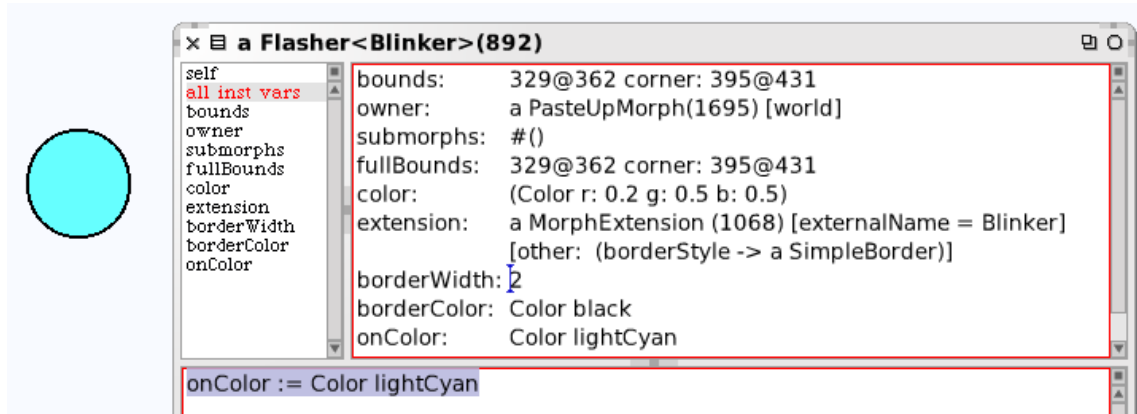 a Flasher<Blinker>(892)
self
all inst vars
bounds
owner
submorphs
fullBounds
color
extension
borderWidth
borderColor
onColor
bounds: 329@362 corner: 395@431
owner: a PasteUpMorph(1695) [world]
submorphs: #()
fullBounds: 329@362 corner: 395@431
color: (Color r: 0.2 g: 0.5 b: 0.5)
extension: a MorphExtension (1068) [externalName = Blinker]
[other: (borderStyle -> a SimpleBorder)]
borderWidth: 2
borderColor: Color black
onColor: Color lightCyan
onColor := Color lightCyan